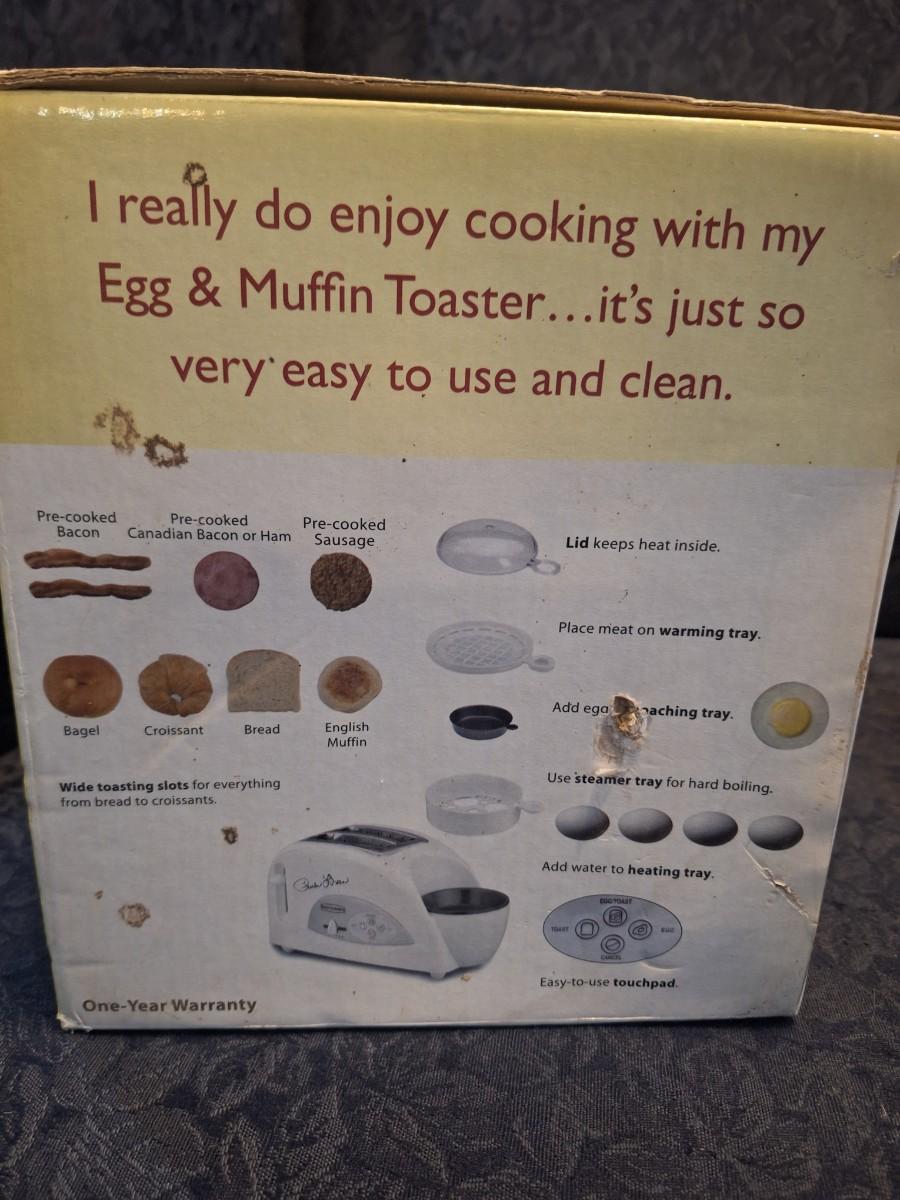 I really do enjoy cooking with my
Egg & Muffin Toaster...it's just so
very easy to use and clean.
Pre-cooked
Bacon
Pre-cooked
Canadian Bacon or Ham
Pre-cooked
Sausage
Bagel
Croissant
Bread
English
Muffin
Wide toasting slots for everything
from bread to croissants.
Lid keeps heat inside.
Place meat on warming tray.
Add egg tray.
Use steamer tray for hard boiling.
Add water to heating tray.
EGG/TOAST
TOAST
EGG
CANCEL
Easy-to-use touchpad.
One-Year Warranty